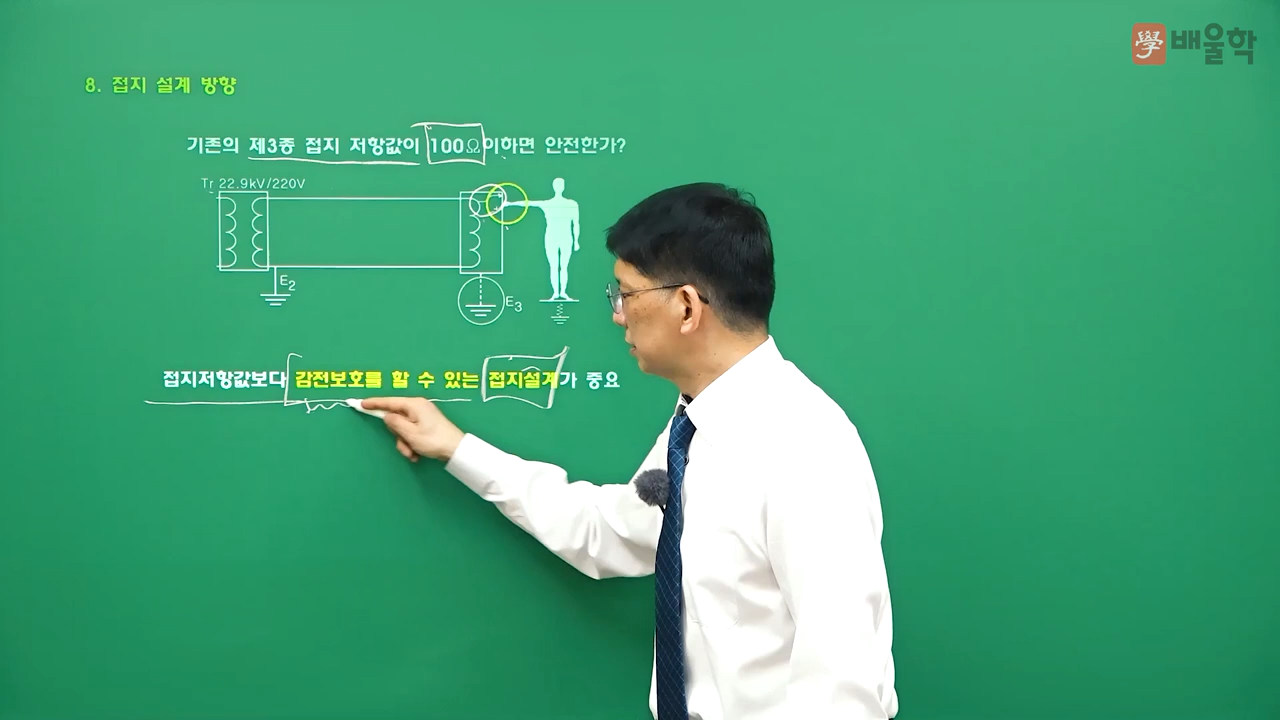 學 배울학
8. 접지 설계 방향
기존의 제3종 접지 저항값이 100Ω이하면 안전한가?
Tr 22.9kV/220V
E2
E3
접지저항값보다 감전보호를 할 수 있는 접지설계가 중요